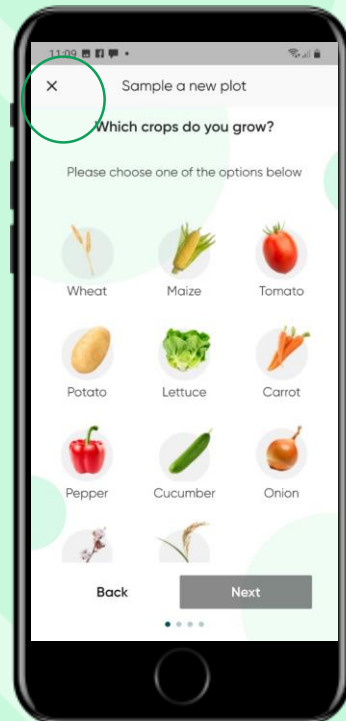 11:09
Sample a new plot
Which crops do you grow?
Please choose one of the options below
Wheat Maize Tomato
Potato Lettuce Carrot
Pepper Cucumber Onion
Back Next